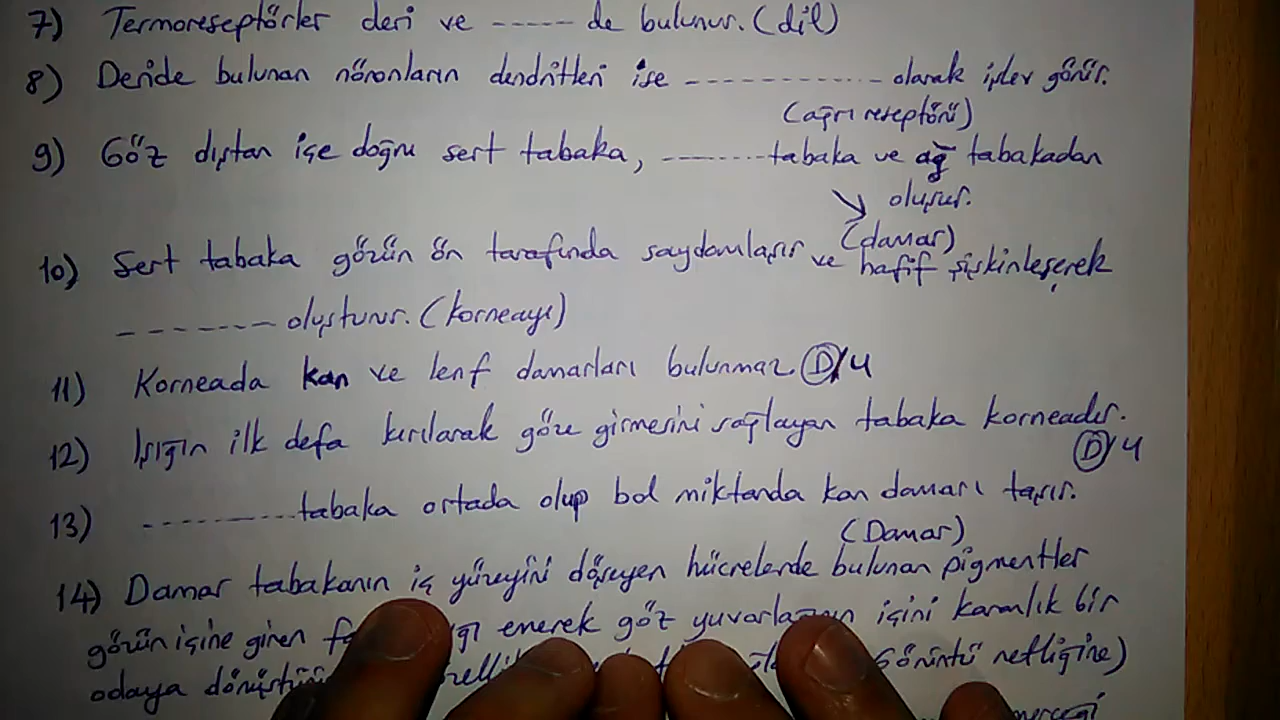 7) Termoreseptörler deri ve ----- de bulunur. (dil)
8) Deride bulunan nöronların dendritleri ise ------------ olarak işlev görür.
(ağrı reseptörü)
9) Göz dıştan içe doğru sert tabaka, -------- tabaka ve ağ tabakadan
↘ oluşur.
(damar)
10) Sert tabaka gözün ön tarafında saydamlaşır ve hafif şişkinleşerek
------- oluşturur. (korneayı)
11) Korneada kan ve lenf damarları bulunmaz. D/Y
12) Işığın ilk defa kırılarak göze girmesini sağlayan tabaka korneadır.
D/Y
13) --------- tabaka ortada olup bol miktarda kan damarı taşır.
(Damar)
14) Damar tabakanın iç yüzeyini döşeyen hücrelerde bulunan pigmentler
gözün içine giren emerek göz içini karanlık bir
odaya Görüntü netliğine)